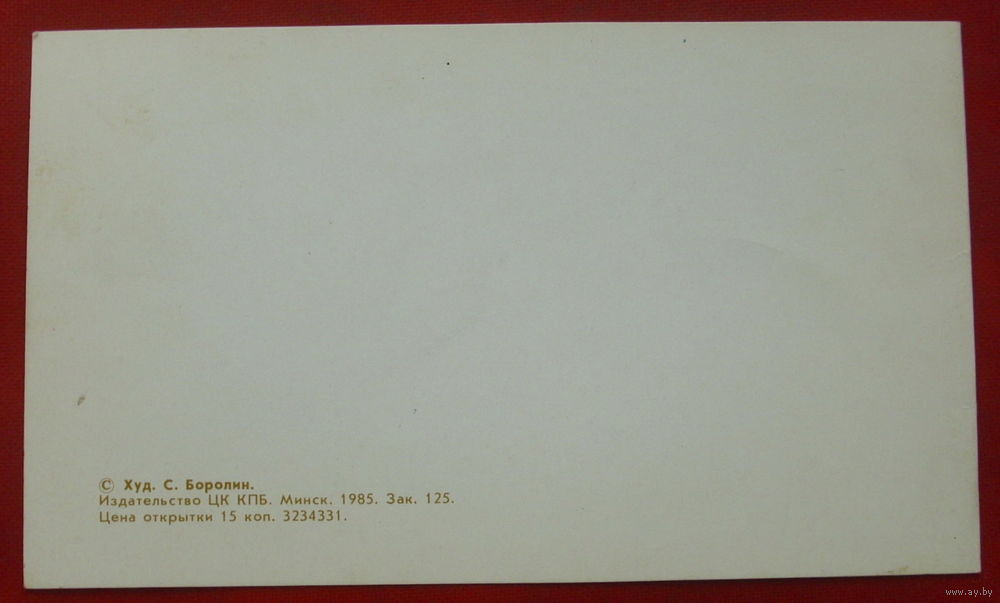 © Худ. С. Боролин.
Издательство ЦК КПБ. Минск. 1985. Зак. 125.
Цена открытки 15 коп. 3234331.
www.ay.by